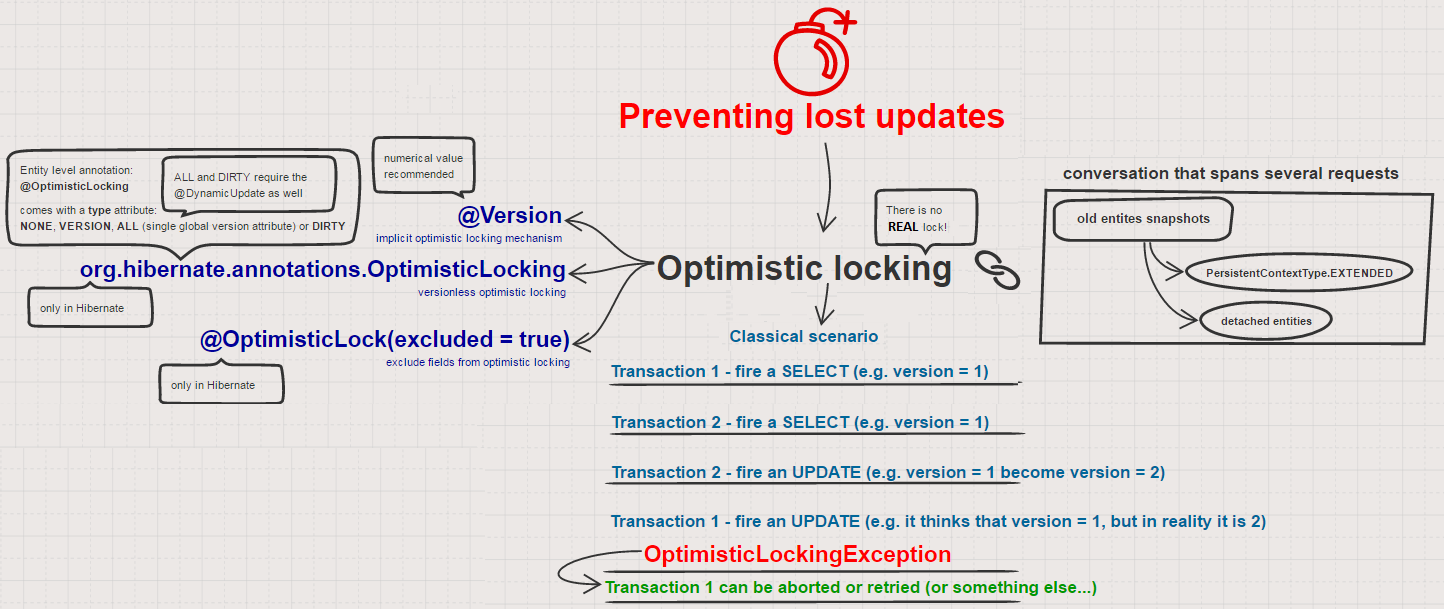 Preventing lost updates
Entity level annotation:
@OptimisticLocking
comes with a type attribute:
NONE, VERSION, ALL (single global version attribute) or DIRTY
ALL and DIRTY require the
@DynamicUpdate as well
numerical value
recommended
@Version
implicit optimistic locking mechanism
org.hibernate.annotations.OptimisticLocking
versionless optimistic locking
only in Hibernate
@OptimisticLock(excluded = true)
exclude fields from optimistic locking
only in Hibernate
There is no
REAL lock!
Optimistic locking
conversation that spans several requests
old entites snapshots
PersistentContextType.EXTENDED
detached entities
Classical scenario
Transaction 1 - fire a SELECT (e.g. version = 1)
Transaction 2 - fire a SELECT (e.g. version = 1)
Transaction 2 - fire an UPDATE (e.g. version = 1 become version = 2)
Transaction 1 - fire an UPDATE (e.g. it thinks that version = 1, but in reality it is 2)
OptimisticLockingException
Transaction 1 can be aborted or retried (or something else...)